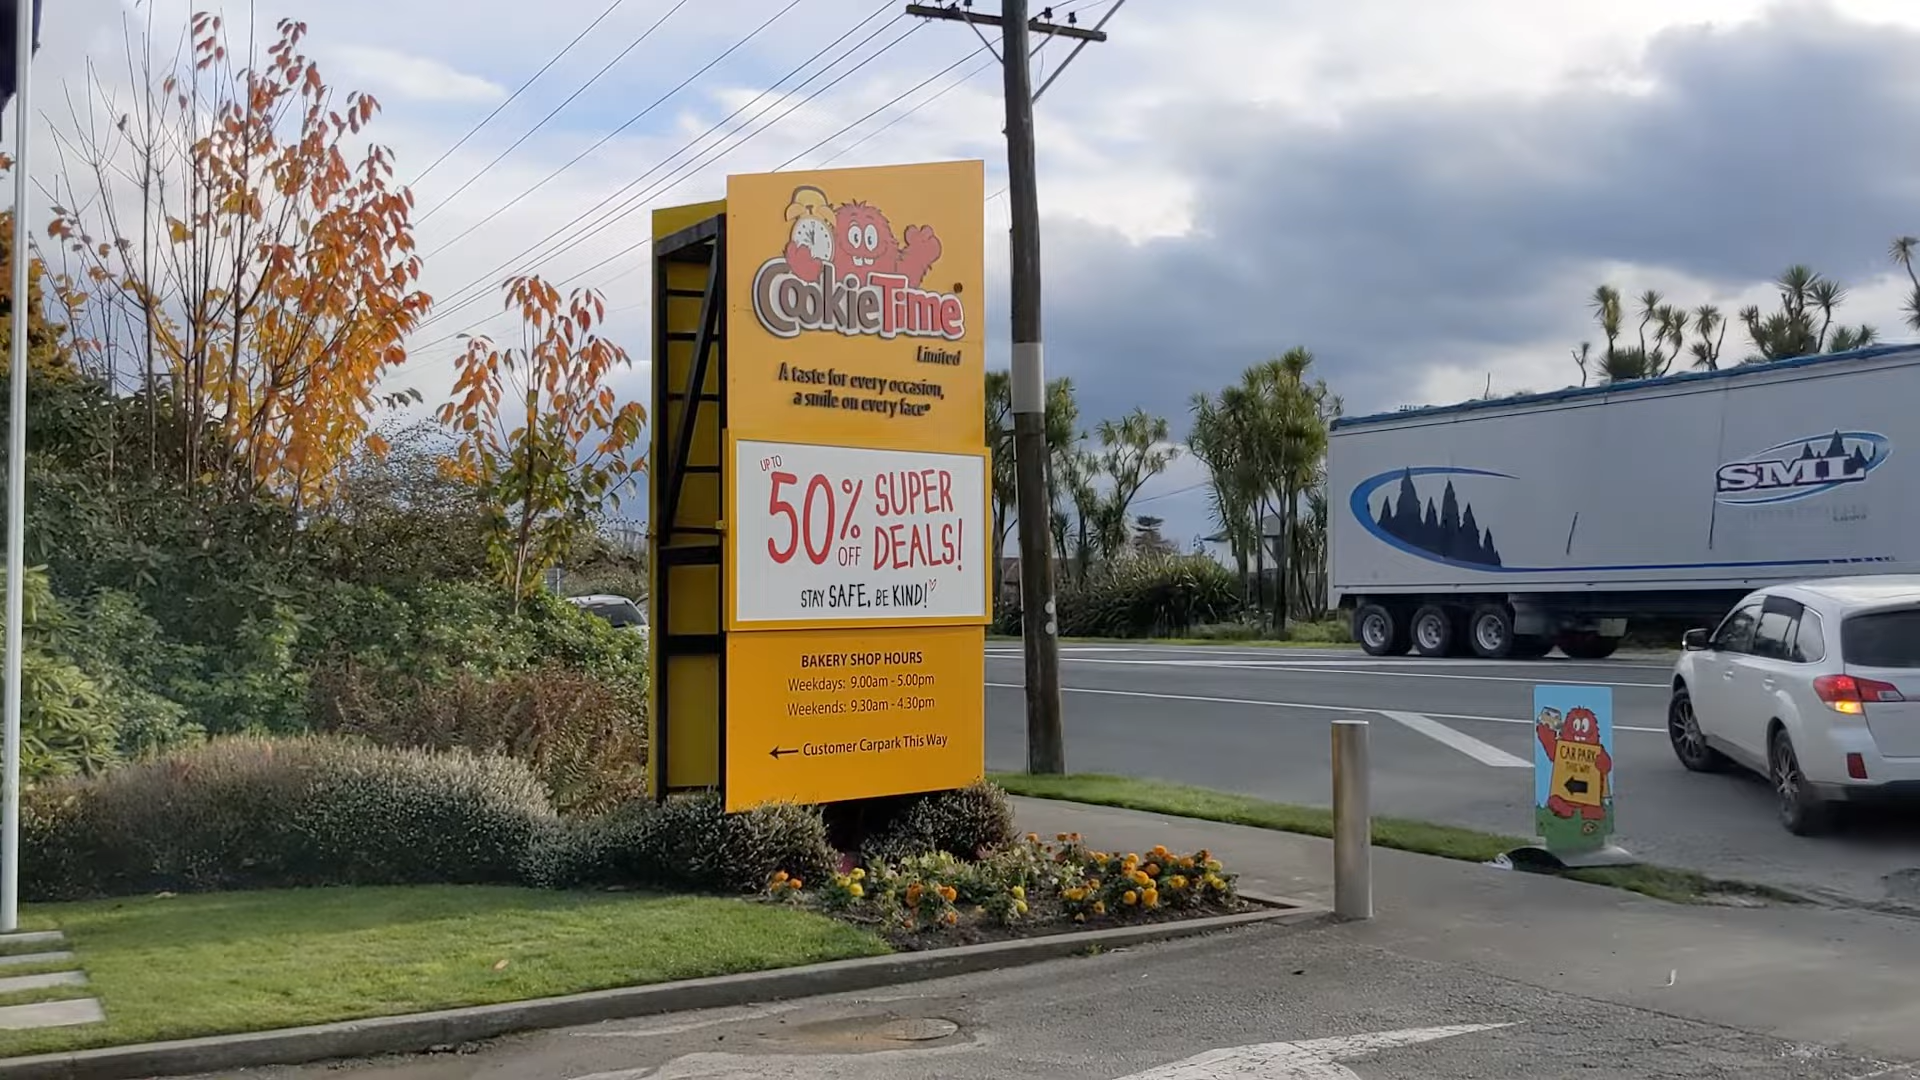 CookieTime
Limited
A taste for every occasion,
a smile on every face®
UP TO
50% OFF
SUPER
DEALS!
STAY SAFE, BE KIND!
BAKERY SHOP HOURS
Weekdays: 9.00am - 5.00pm
Weekends: 9.30am - 4.30pm
Customer Carpark This Way
SML
CAR PARK
THIS WAY